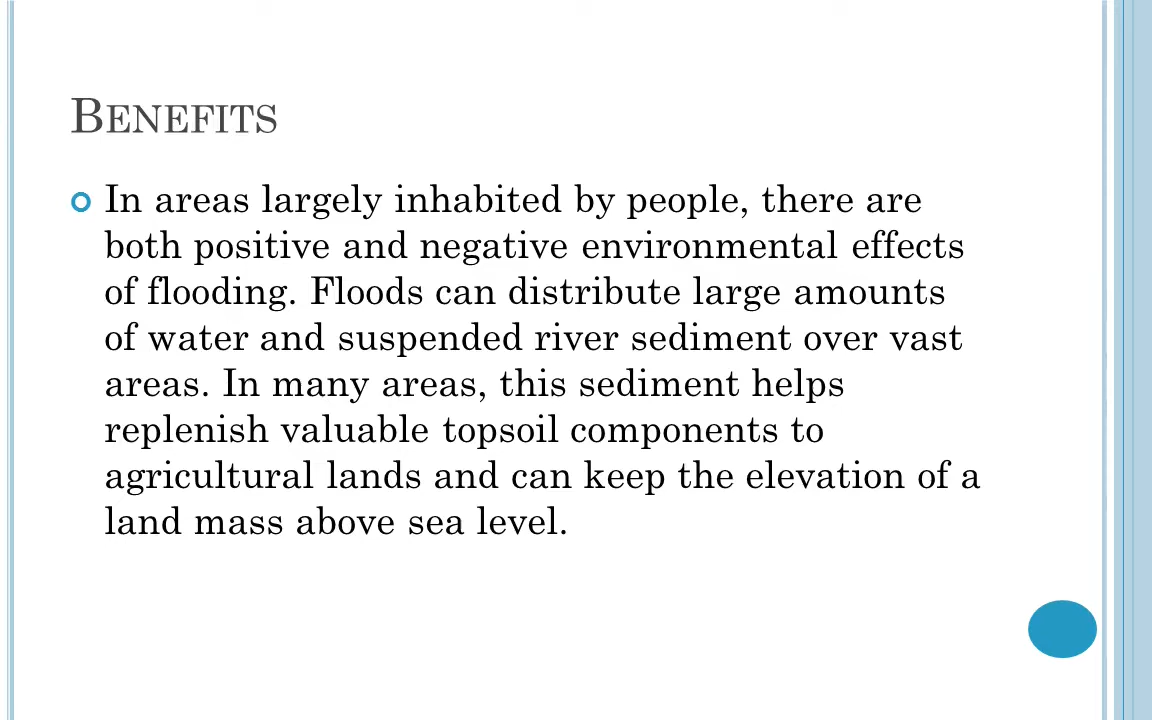 BENEFITS
In areas largely inhabited by people, there are
both positive and negative environmental effects
of flooding. Floods can distribute large amounts
of water and suspended river sediment over vast
areas. In many areas, this sediment helps
replenish valuable topsoil components to
agricultural lands and can keep the elevation of a
land mass above sea level.